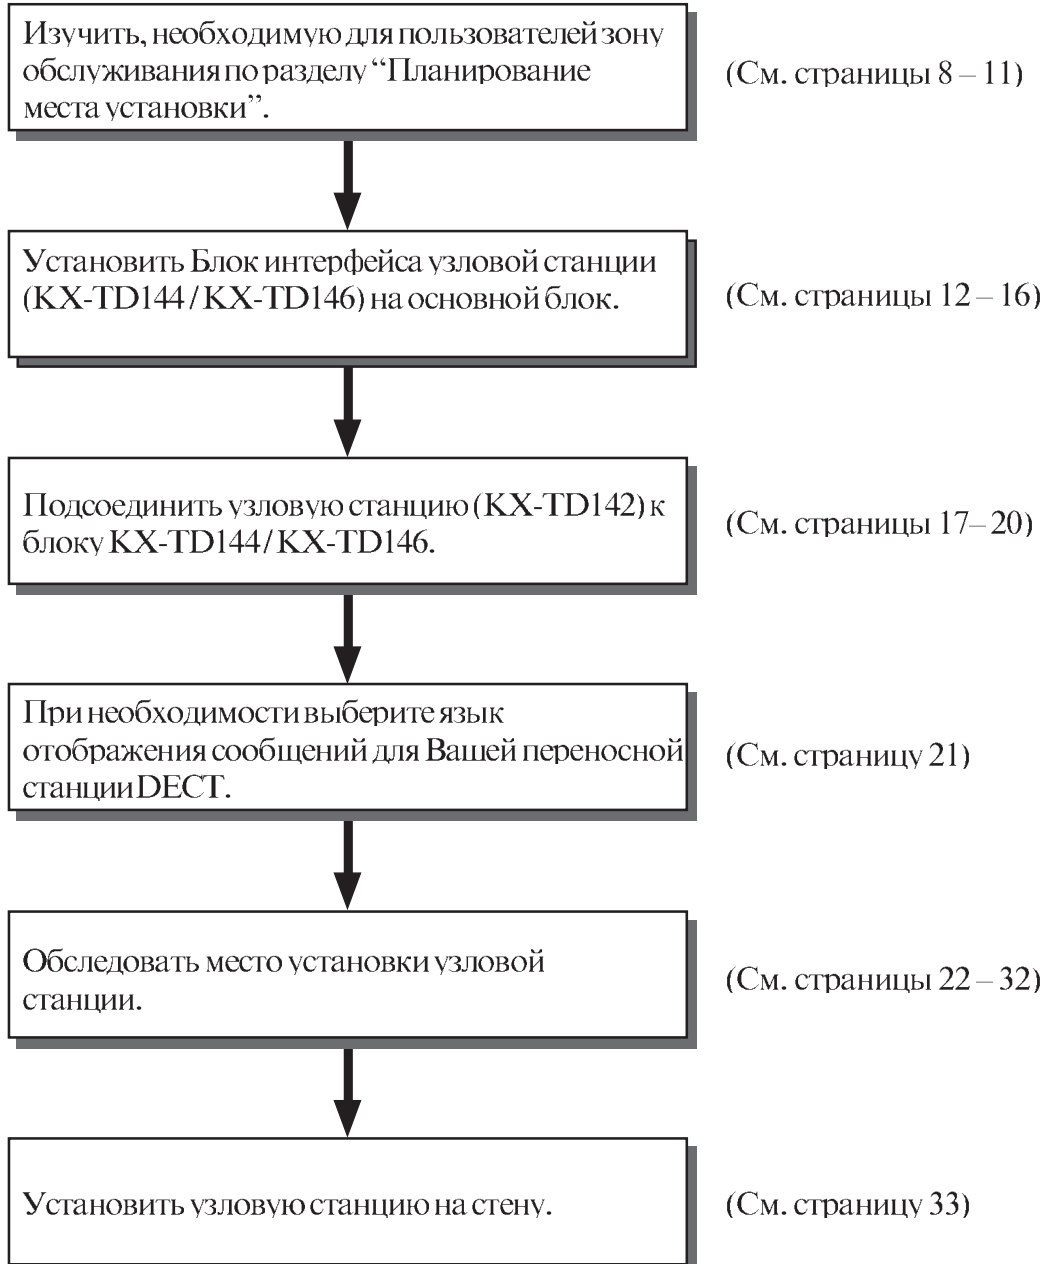 Изучить, необходимую для пользователей зону
обслуживания по разделу “Планирование
места установки”.
(См. страницы 8 – 11)
Установить Блок интерфейса узловой станции
(KX-TD144 / KX-TD146) на основной блок.
(См. страницы 12 – 16)
Подсоединить узловую станцию (KX-TD142) к
блоку KX-TD144 / KX-TD146.
(См. страницы 17 – 20)
При необходимости выберите язык
отображения сообщений для Вашей переносной
станции DECT.
(См. страницу 21)
Обследовать место установки узловой
станции.
(См. страницы 22 – 32)
Установить узловую станцию на стену.
(См. страницу 33)